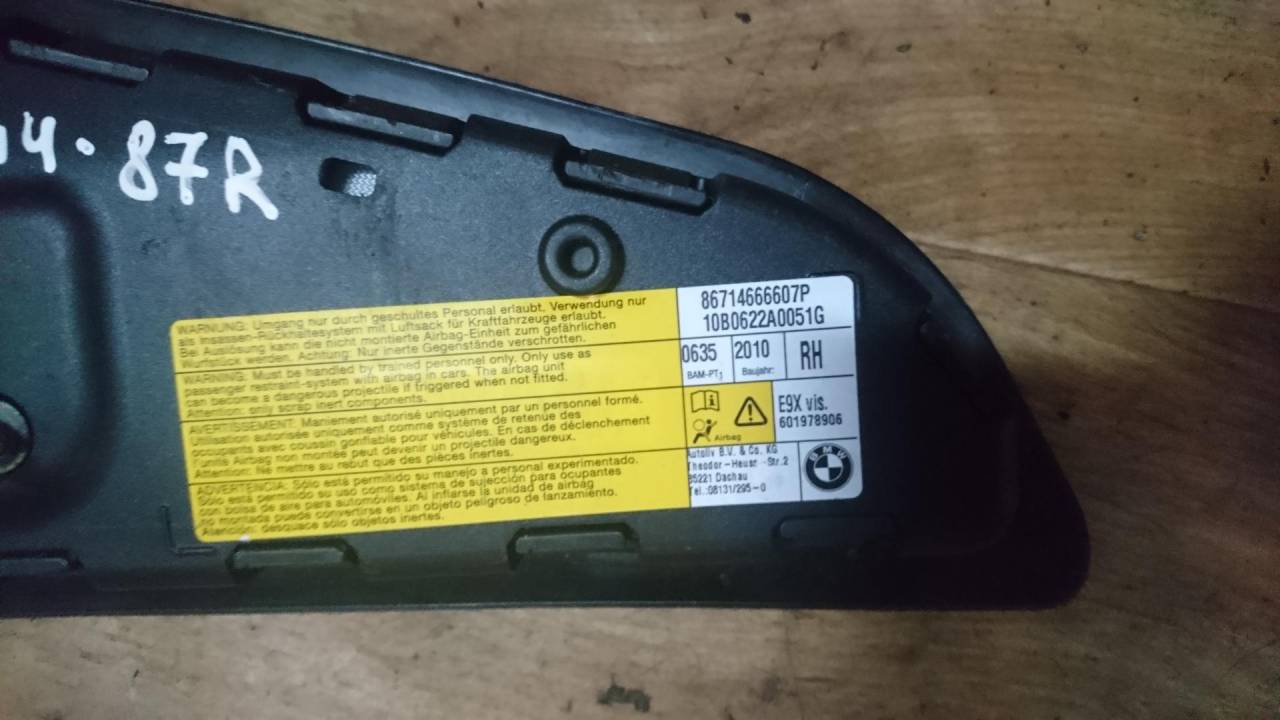 14·87R
WARNUNG: Umgang nur durch geschultes Personal erlaubt. Verwendung nur
als Insassen-Rückhaltesystem mit Luftsack für Kraftfahrzeuge erlaubt.
Bei Auslösung kann die nicht montierte Airbag-Einheit zum gefährlichen
Wurfstück werden. Achtung: Nur inerte Gegenstände verschrotten.
WARNING. Must be handled by trained personnel only. Only use as
passenger restraint-system with airbag in cars. The airbag unit
can become a dangerous projectile if triggered when not fitted.
Attention: only scrap inert components.
AVERTISSEMENT. Maniement autorisé uniquement par un personnel formé.
Utilisation autorisée uniquement comme système de retenue des
occupants avec coussin gonflable pour véhicules. En cas de déclenchement
l'unité Airbag non montée peut devenir un projectile dangereux.
Attention: Ne mettre au rebut que des pièces inertes.
ADVERTENCIA. Sólo está permitido su manejo a personal experimentado.
Sólo está permitido su uso como sistema de sujección para ocupantes
con bolsa de aire para automóviles. Al inflarse la unidad de airbag
no montada puede convertirse en un objeto peligroso de lanzamiento.
Atención: desguace sólo objetos inertes.
86714666607P
10B0622A0051G
0635 2010 RH
BAM-PT1 Baujahr:
E9X vis.
601978906
Airbag
Autoliv B.V. & Co. KG
Theodor-Heuss-Str.2
85221 Dachau
Tel.:08131/295-0
BMW